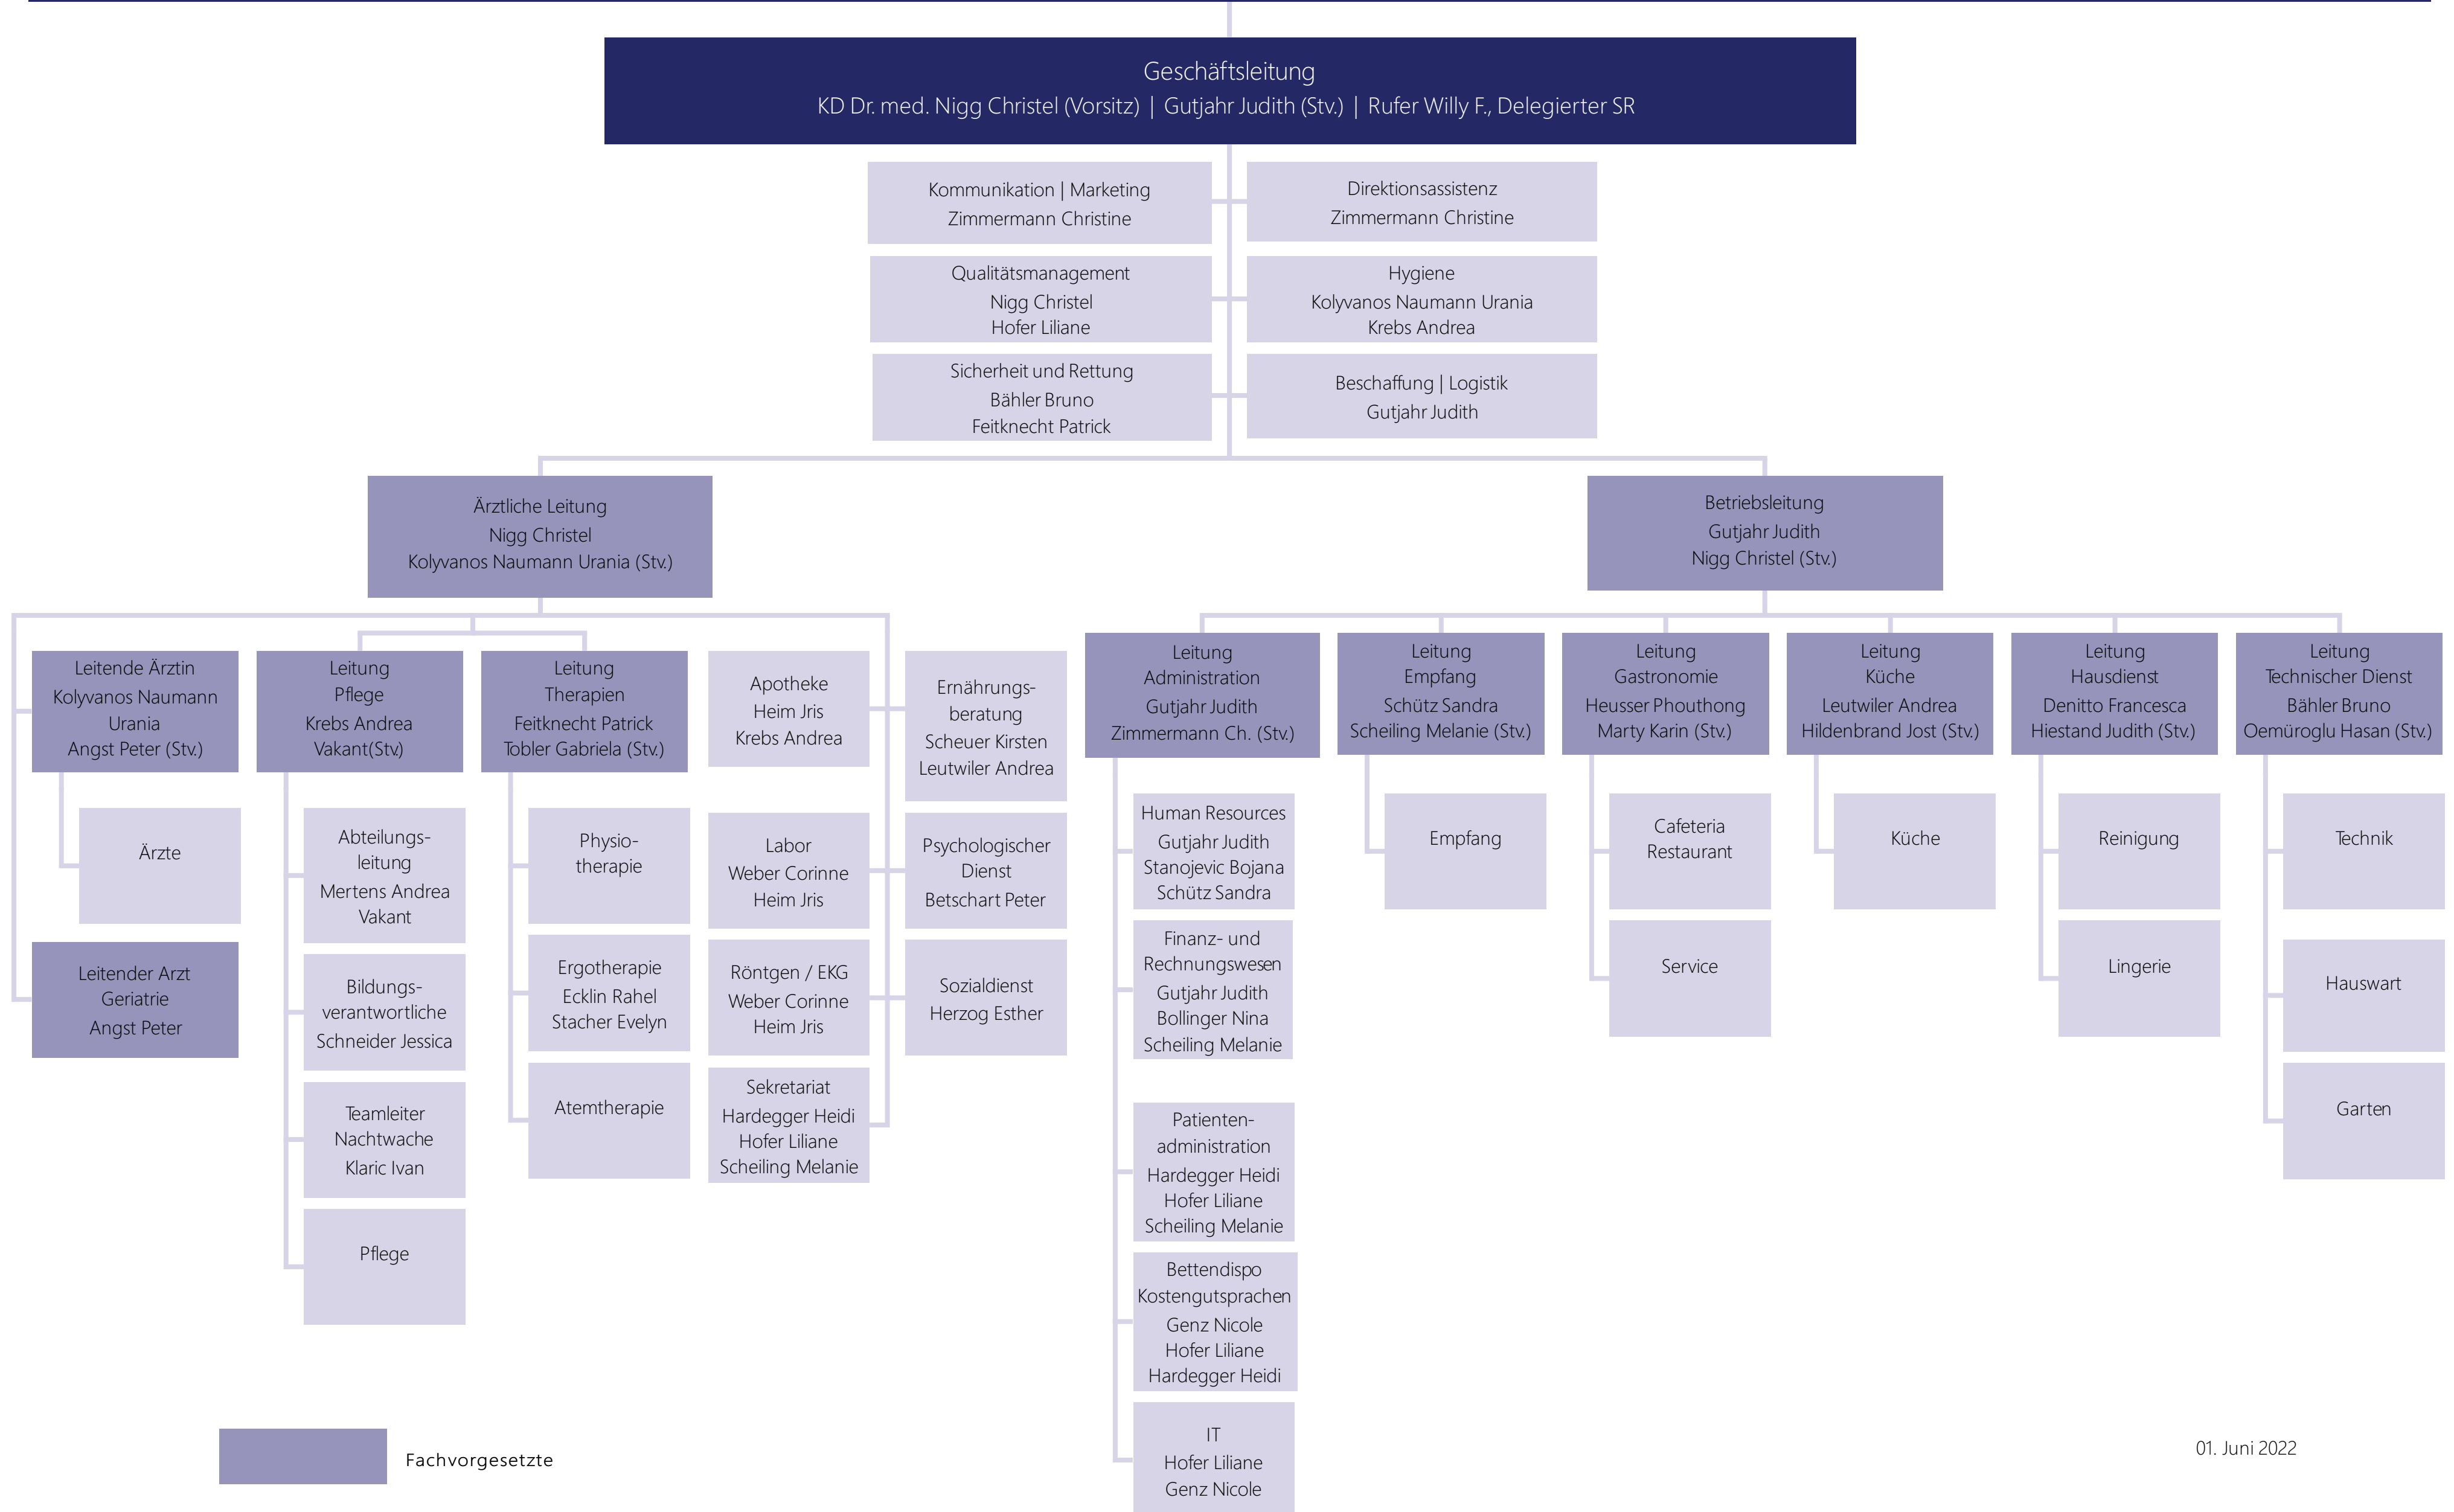 Geschäftsleitung
KD Dr. med. Nigg Christel (Vorsitz) | Gutjahr Judith (Stv.) | Rufer Willy F., Delegierter SR
Kommunikation | Marketing
Zimmermann Christine
Direktionsassistenz
Zimmermann Christine
Qualitätsmanagement
Nigg Christel
Hofer Liliane
Hygiene
Kolyvanos Naumann Urania
Krebs Andrea
Sicherheit und Rettung
Bähler Bruno
Feitknecht Patrick
Beschaffung | Logistik
Gutjahr Judith
Ärztliche Leitung
Nigg Christel
Kolyvanos Naumann Urania (Stv.)
Betriebsleitung
Gutjahr Judith
Nigg Christel (Stv.)
Leitende Ärztin
Kolyvanos Naumann
Urania
Angst Peter (Stv.)
Ärzte
Leitender Arzt
Geriatrie
Angst Peter
Leitung
Pflege
Krebs Andrea
Vakant(Stv.)
Abteilungs-
leitung
Mertens Andrea
Vakant
Bildungs-
verantwortliche
Schneider Jessica
Teamleiter
Nachtwache
Klaric Ivan
Pflege
Leitung
Therapien
Feitknecht Patrick
Tobler Gabriela (Stv.)
Physio-
therapie
Ergotherapie
Ecklin Rahel
Stacher Evelyn
Atemtherapie
Apotheke
Heim Jris
Krebs Andrea
Labor
Weber Corinne
Heim Jris
Röntgen / EKG
Weber Corinne
Heim Jris
Sekretariat
Hardegger Heidi
Hofer Liliane
Scheiling Melanie
Ernährungs-
beratung
Scheuer Kirsten
Leutwiler Andrea
Psychologischer
Dienst
Betschart Peter
Sozialdienst
Herzog Esther
Leitung
Administration
Gutjahr Judith
Zimmermann Ch. (Stv.)
Human Resources
Gutjahr Judith
Stanojevic Bojana
Schütz Sandra
Finanz- und
Rechnungswesen
Gutjahr Judith
Bollinger Nina
Scheiling Melanie
Patienten-
administration
Hardegger Heidi
Hofer Liliane
Scheiling Melanie
Bettendispo
Kostengutsprachen
Genz Nicole
Hofer Liliane
Hardegger Heidi
IT
Hofer Liliane
Genz Nicole
Leitung
Empfang
Schütz Sandra
Scheiling Melanie (Stv.)
Empfang
Leitung
Gastronomie
Heusser Phouthong
Marty Karin (Stv.)
Cafeteria
Restaurant
Service
Leitung
Küche
Leutwiler Andrea
Hildenbrand Jost (Stv.)
Küche
Leitung
Hausdienst
Denitto Francesca
Hiestand Judith (Stv.)
Reinigung
Lingerie
Leitung
Technischer Dienst
Bähler Bruno
Oemüroglu Hasan (Stv.)
Technik
Hauswart
Garten
Fachvorgesetzte
01. Juni 2022